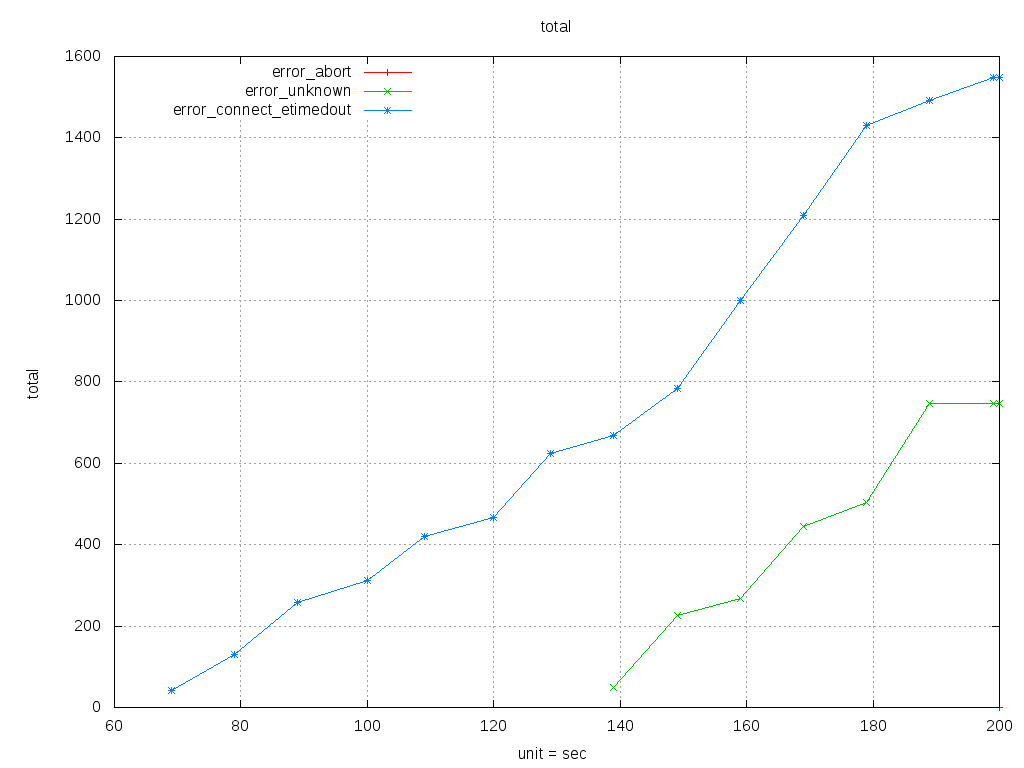 total
1600
1400
1200
1000
800
600
400
200
0
total
error_abort
error_unknown
error_connect_etimedout
60 80 100 120 140 160 180 200
unit = sec